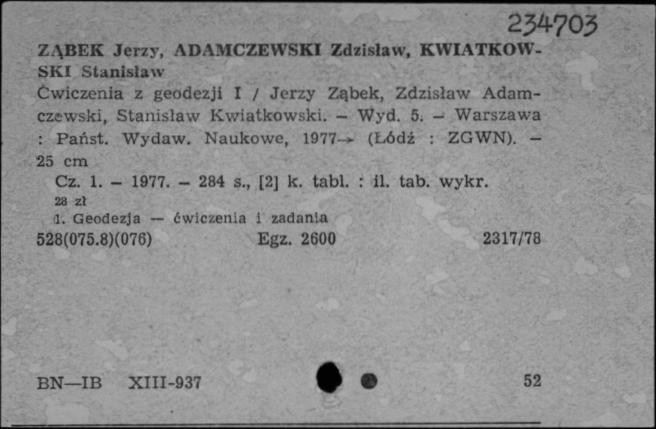 234703
ZĄBEK Jerzy, ADAMCZEWSKI Zdzisław, KWIATKOW-
SKI Stanisław
Ćwiczenia z geodezji I / Jerzy Ząbek, Zdzisław Adam-
czewski, Stanisław Kwiatkowski. — Wyd. 5. — Warszawa
: Państ. Wydaw. Naukowe, 1977→ (Łódź : ZGWN). —
25 cm
Cz. 1. — 1977. — 284 s., [2] k. tabl. : il. tab. wykr.
28 zł
1. Geodezja — ćwiczenia i zadania
528(075.8)(076) Egz. 2600 2317/78
BN—IB XIII-937 52